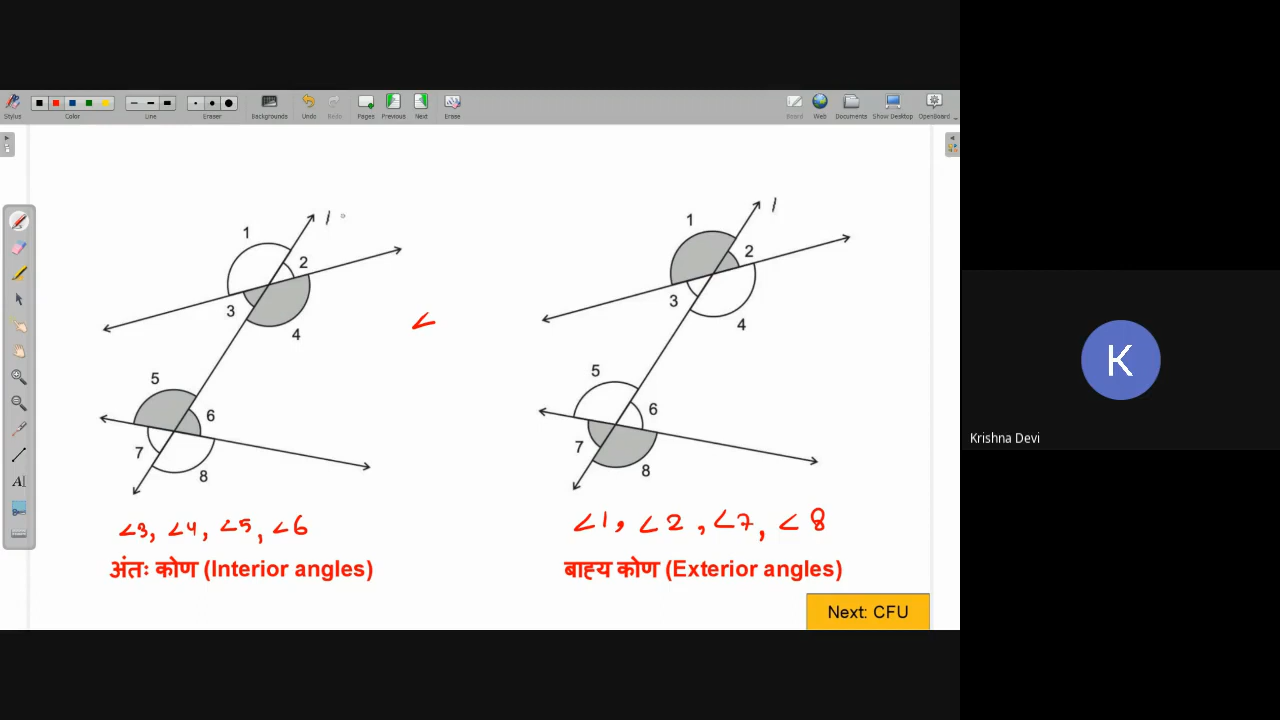 Stylus Color Line Eraser Backgrounds Undo Redo Pages Previous Next Erase Board Web Documents Show Desktop OpenBoard
1 l
2
3
4
5
6
7
8
1 l
2
3
4
5
6
7
8
∠
∠3, ∠4, ∠5, ∠6
अंतः कोण (Interior angles)
∠1, ∠2, ∠7, ∠8
बाह्य कोण (Exterior angles)
Next: CFU
K
Krishna Devi